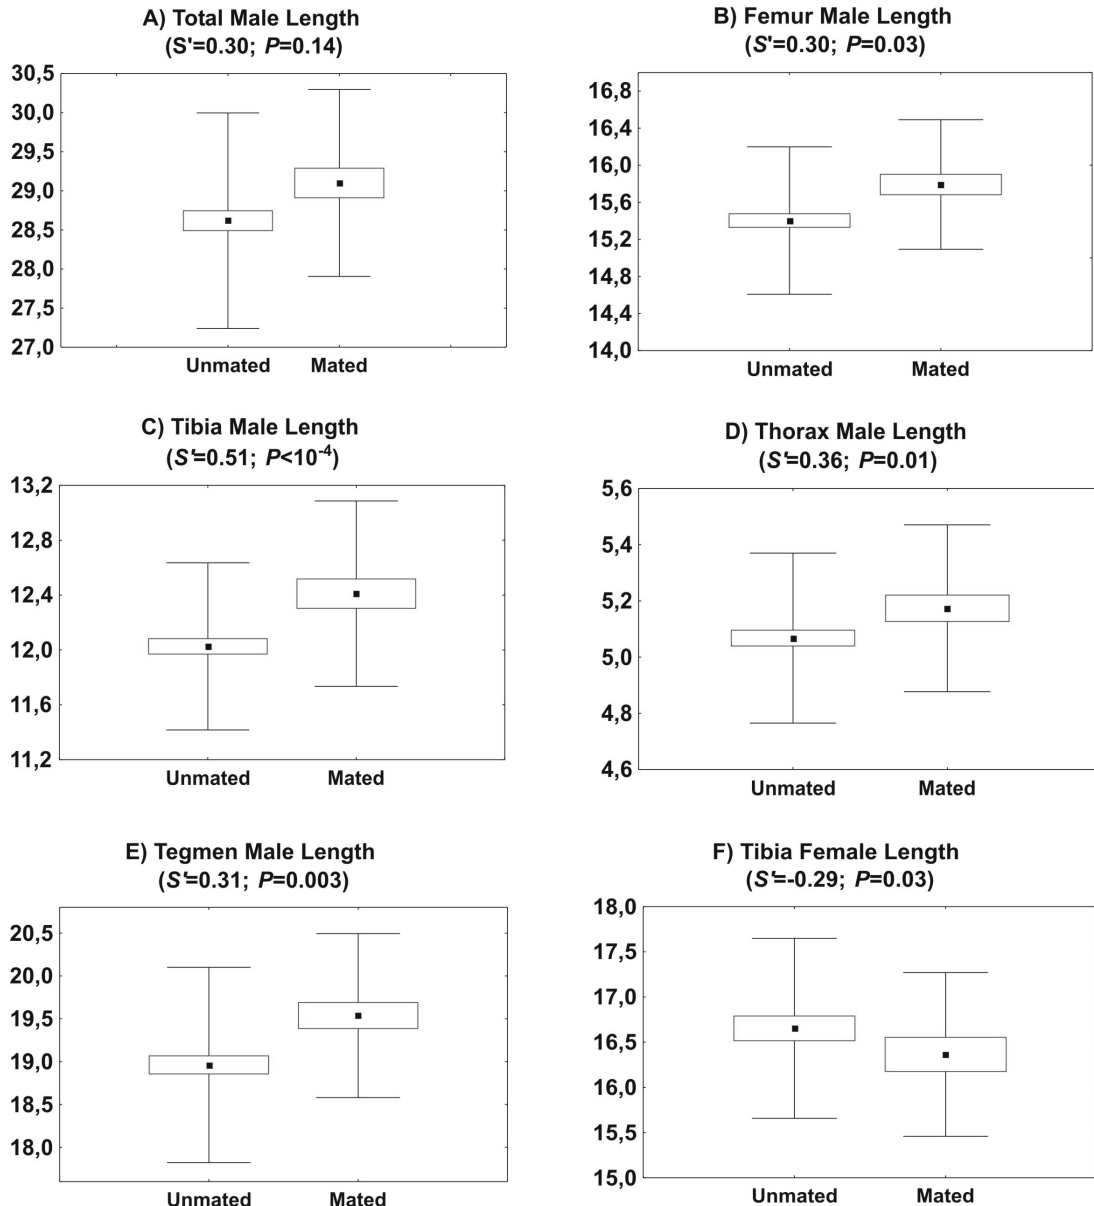 A) Total Male Length
(S'=0.30; P=0.14)
30,5
30,0
29,5
29,0
28,5
28,0
27,5
27,0
Unmated Mated
B) Femur Male Length
(S'=0.30; P=0.03)
16,8
16,4
16,0
15,6
15,2
14,8
14,4
14,0
Unmated Mated
C) Tibia Male Length
(S'=0.51; P<10⁻⁴)
13,2
12,8
12,4
12,0
11,6
11,2
Unmated Mated
D) Thorax Male Length
(S'=0.36; P=0.01)
5,6
5,4
5,2
5,0
4,8
4,6
Unmated Mated
E) Tegmen Male Length
(S'=0.31; P=0.003)
20,5
20,0
19,5
19,0
18,5
18,0
Unmated Mated
F) Tibia Female Length
(S'=-0.29; P=0.03)
18,0
17,5
17,0
16,5
16,0
15,5
15,0
Unmated Mated